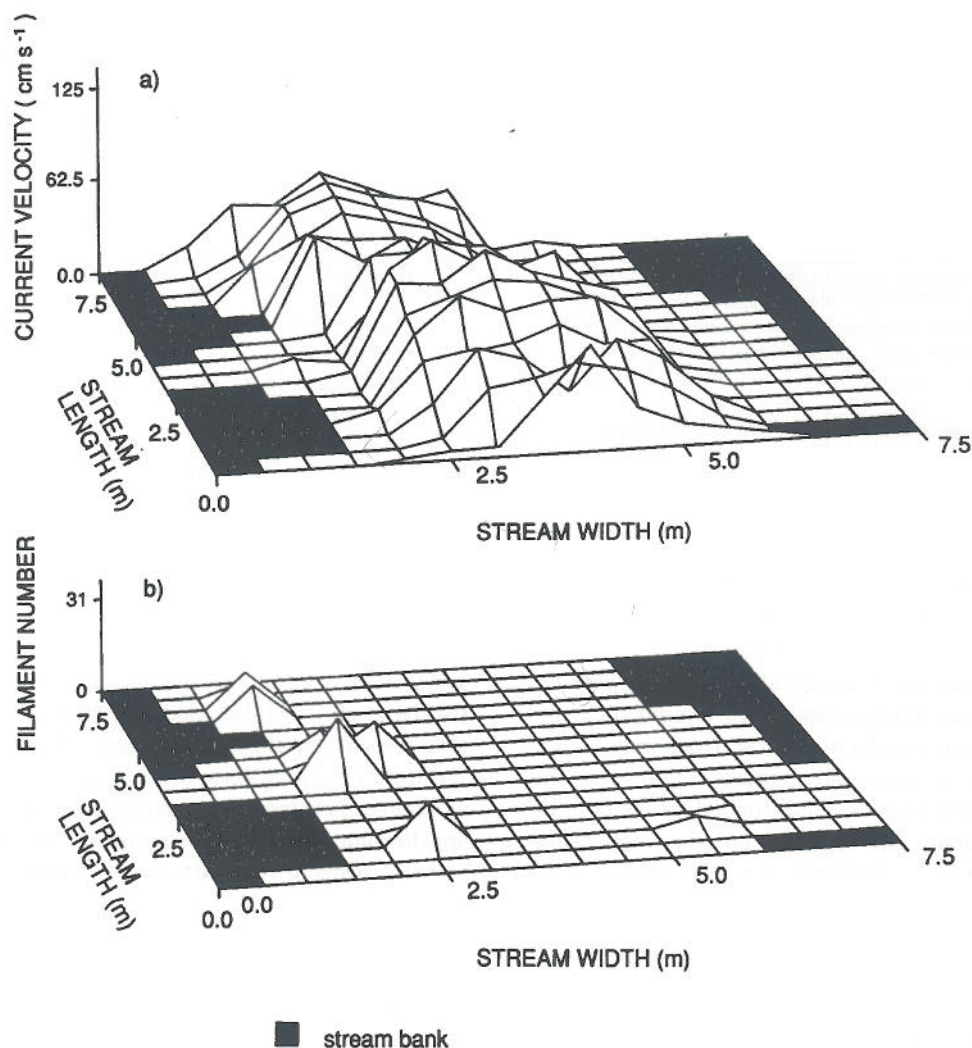 a)
CURRENT VELOCITY ( cm s -1 )
125
62.5
0.0
7.5
5.0
2.5
0.0
STREAM
LENGTH (m)
2.5
5.0
7.5
STREAM WIDTH (m)
b)
FILAMENT NUMBER
31
0
7.5
5.0
2.5
0.0
STREAM
LENGTH (m)
0.0
2.5
5.0
7.5
STREAM WIDTH (m)
stream bank